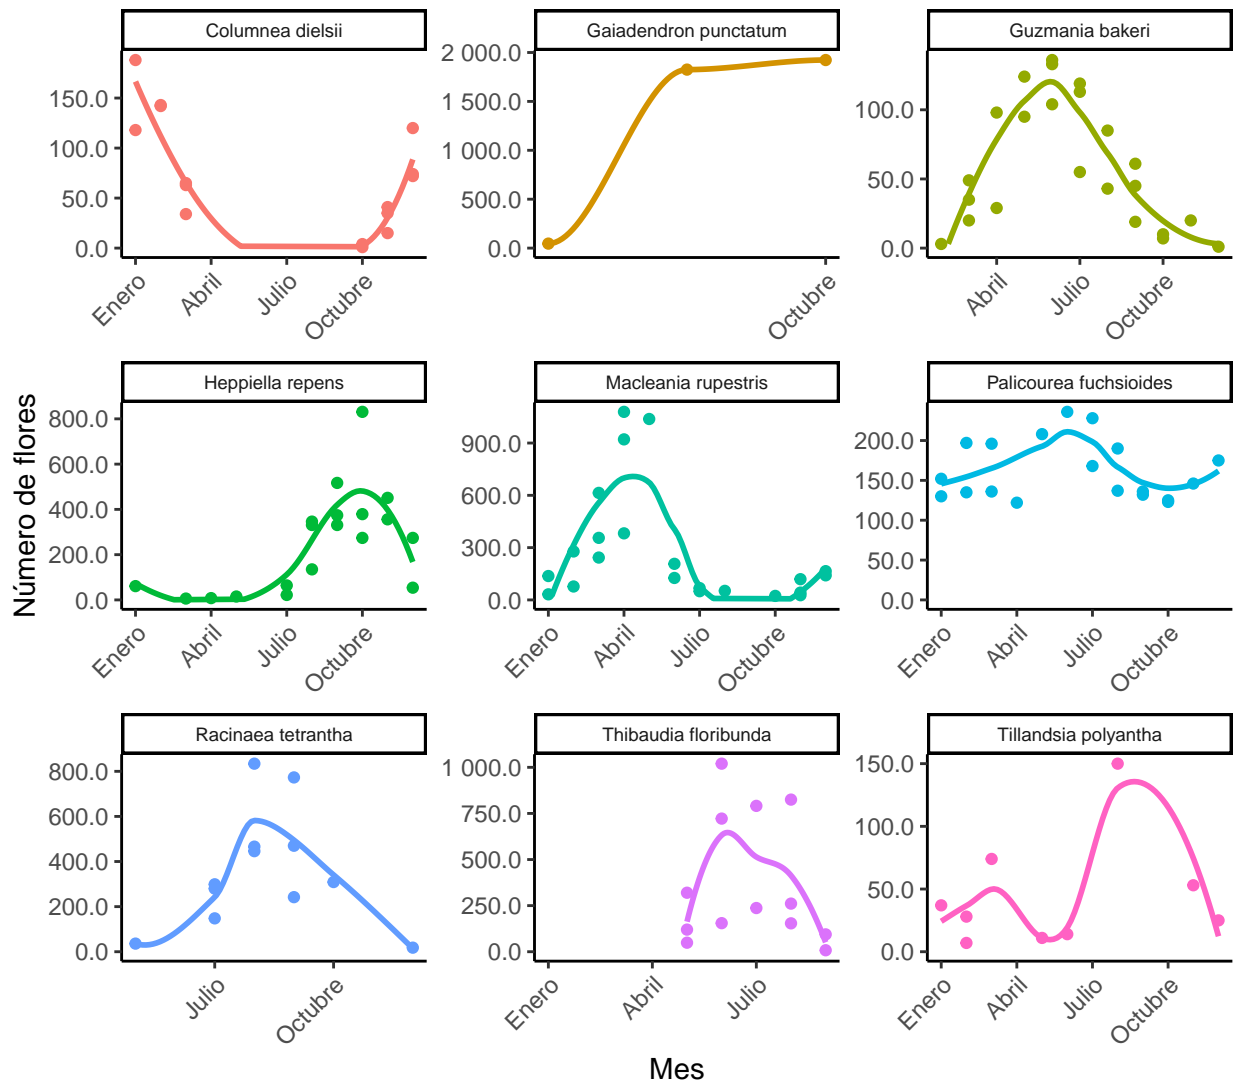 Columnea dielsii
Gaiadendron punctatum
Guzmania bakeri
150.0
100.0
50.0
0.0
Enero
Abril
Julio
Octubre
2 000.0
1 500.0
1 000.0
500.0
0.0
Octubre
100.0
50.0
0.0
Abril
Julio
Octubre
Heppiella repens
Macleania rupestris
Palicourea fuchsioides
800.0
600.0
400.0
200.0
0.0
Enero
Abril
Julio
Octubre
900.0
600.0
300.0
0.0
Enero
Abril
Julio
Octubre
200.0
150.0
100.0
50.0
0.0
Enero
Abril
Julio
Octubre
Número de flores
Racinaea tetrantha
Thibaudia floribunda
Tillandsia polyantha
800.0
600.0
400.0
200.0
0.0
Julio
Octubre
1 000.0
750.0
500.0
250.0
0.0
Enero
Abril
Julio
150.0
100.0
50.0
0.0
Enero
Abril
Julio
Octubre
Mes